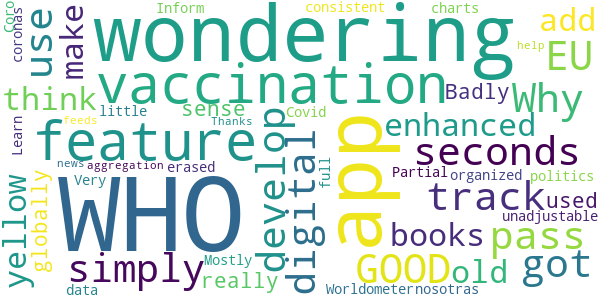 Coro
coronas
use
make
Inform
consistent
charts
add
wondering
EU
help
vaccination
Badly
Why
think
little
sense
Covid
enhanced
feature
Thanks
develop
digital
app
seconds
Learn
feeds
news
aggregation
erased
Partial
organized
politics
yellow
globally
WHO
Very
full
track
used
unadjustable
books
pass
simply
Mostly
really
GOOD
old
got
data
Worldometernosotras